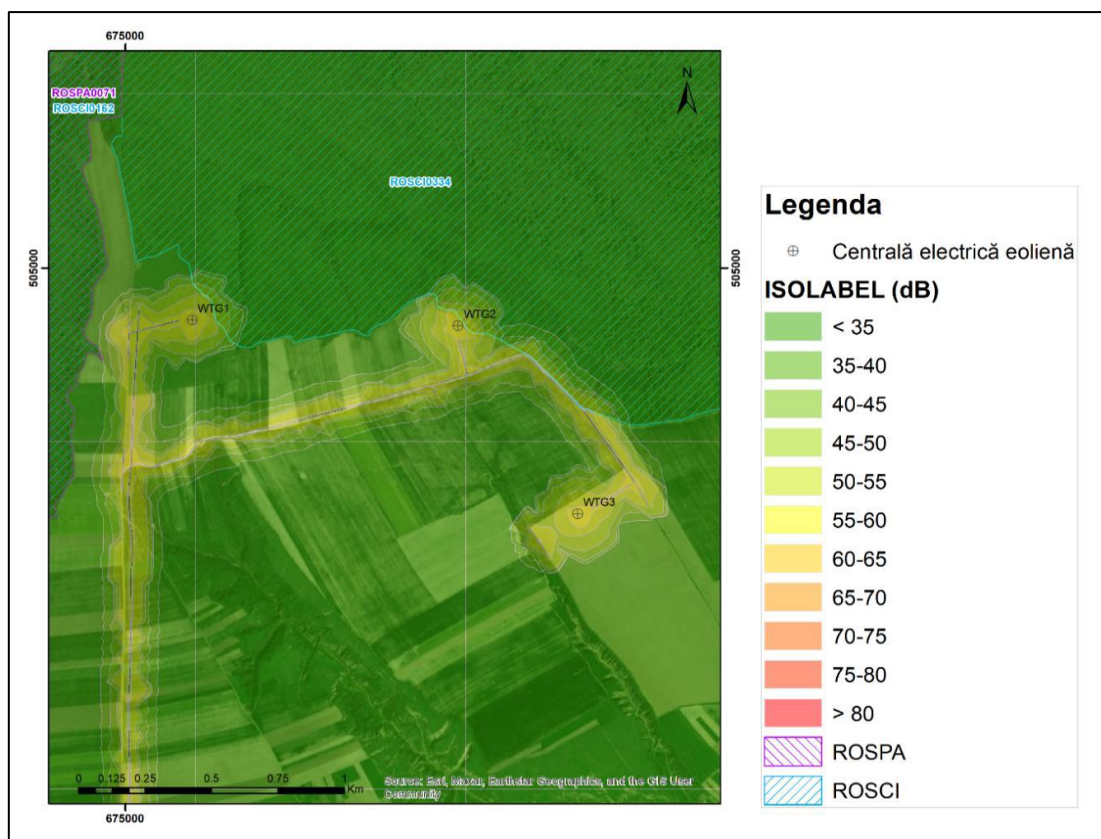 675000
ROSPA0071
ROSCI0162
N
ROSCI0334
505000
505000
WTG1
WTG2
WTG3
0 0.125 0.25 0.5 0.75 1
Km
Source: Esri, Maxar, Earthstar Geographics, and the GIS User
Community
675000
Legenda
Centrală electrică eoliană
ISOLABEL (dB)
< 35
35-40
40-45
45-50
50-55
55-60
60-65
65-70
70-75
75-80
> 80
ROSPA
ROSCI